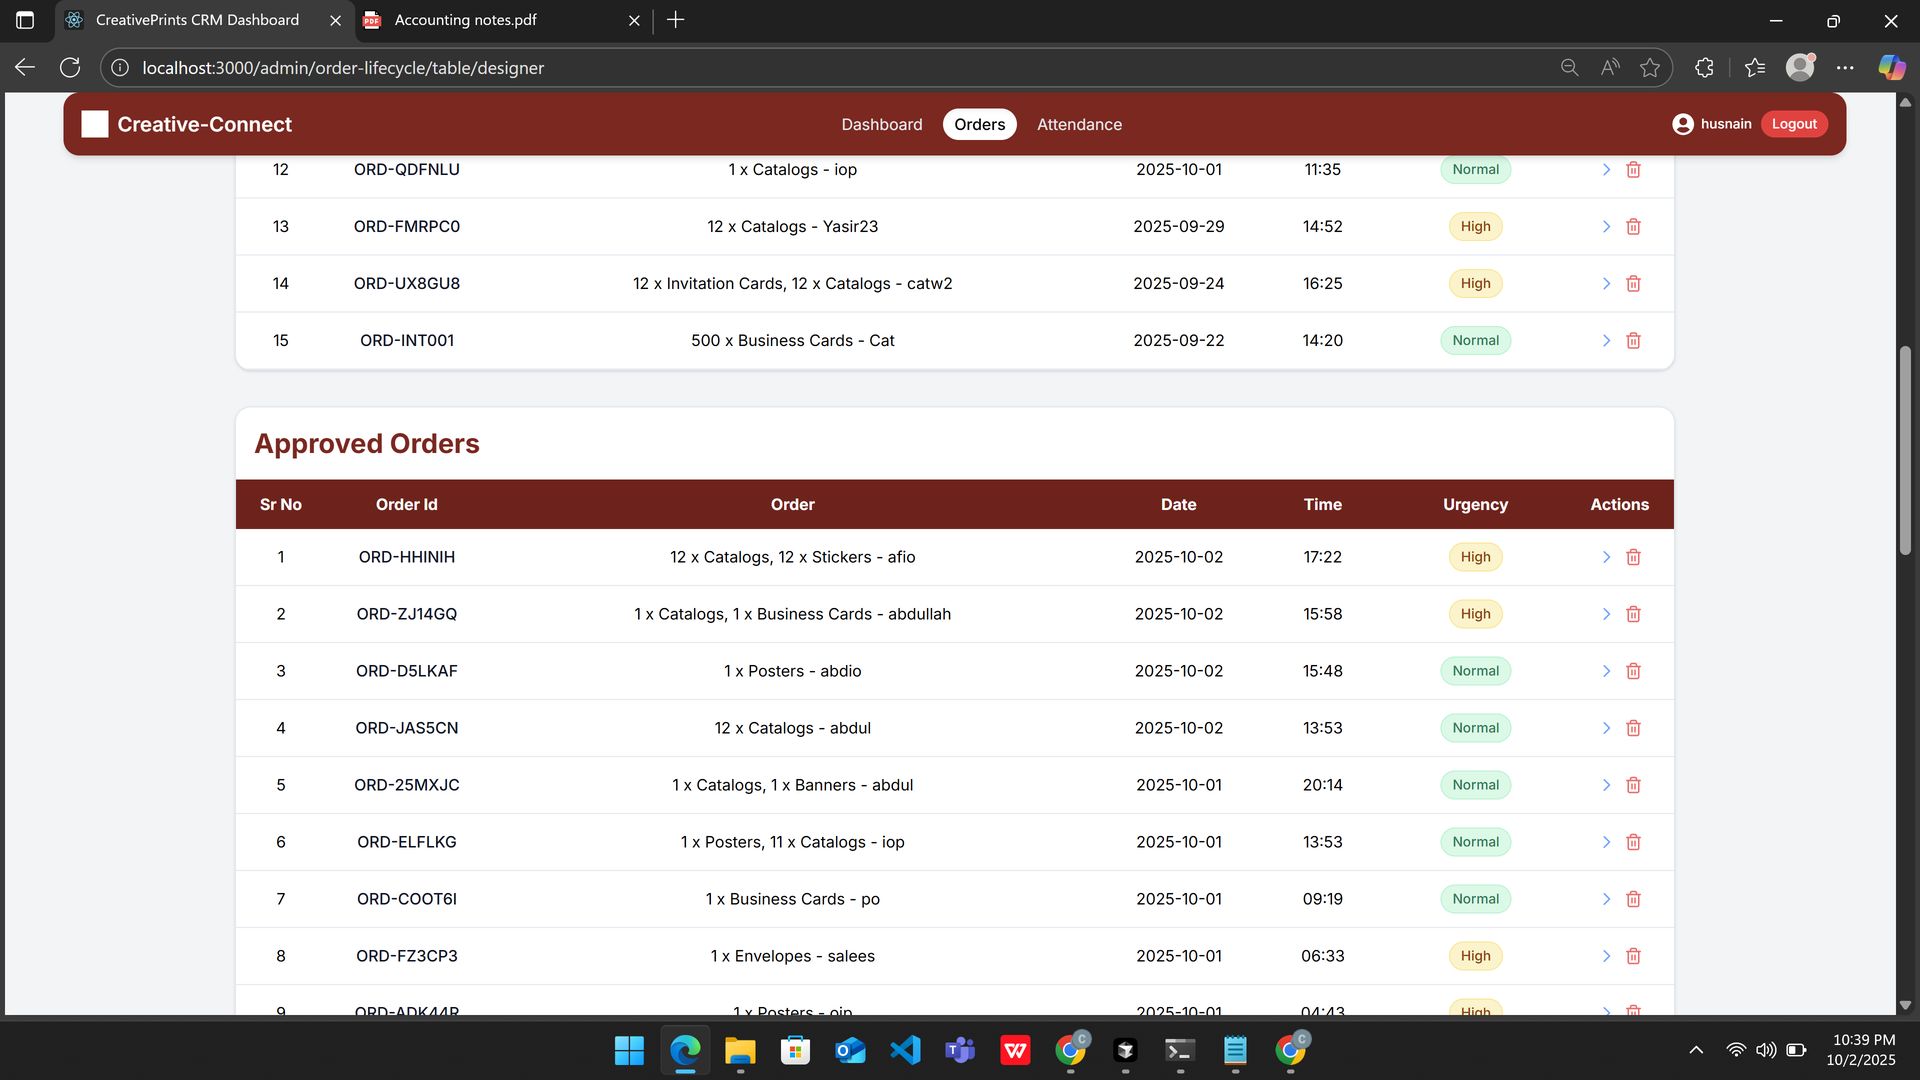 CreativePrints CRM Dashboard
Accounting notes.pdf
localhost:3000/admin/order-lifecycle/table/designer
Creative-Connect
Dashboard
Orders
Attendance
husnain
Logout
12 ORD-QDFNLU 1 x Catalogs - iop 2025-10-01 11:35 Normal
13 ORD-FMRPC0 12 x Catalogs - Yasir23 2025-09-29 14:52 High
14 ORD-UX8GU8 12 x Invitation Cards, 12 x Catalogs - catw2 2025-09-24 16:25 High
15 ORD-INT001 500 x Business Cards - Cat 2025-09-22 14:20 Normal
Approved Orders
Sr No Order Id Order Date Time Urgency Actions
1 ORD-HHINIH 12 x Catalogs, 12 x Stickers - afio 2025-10-02 17:22 High
2 ORD-ZJ14GQ 1 x Catalogs, 1 x Business Cards - abdullah 2025-10-02 15:58 High
3 ORD-D5LKAF 1 x Posters - abdio 2025-10-02 15:48 Normal
4 ORD-JAS5CN 12 x Catalogs - abdul 2025-10-02 13:53 Normal
5 ORD-25MXJC 1 x Catalogs, 1 x Banners - abdul 2025-10-01 20:14 Normal
6 ORD-ELFLKG 1 x Posters, 11 x Catalogs - iop 2025-10-01 13:53 Normal
7 ORD-COOT6I 1 x Business Cards - po 2025-10-01 09:19 Normal
8 ORD-FZ3CP3 1 x Envelopes - salees 2025-10-01 06:33 High
9 ORD-ADK44R 1 x Posters - oip 2025-10-01 04:43 High
10:39 PM
10/2/2025